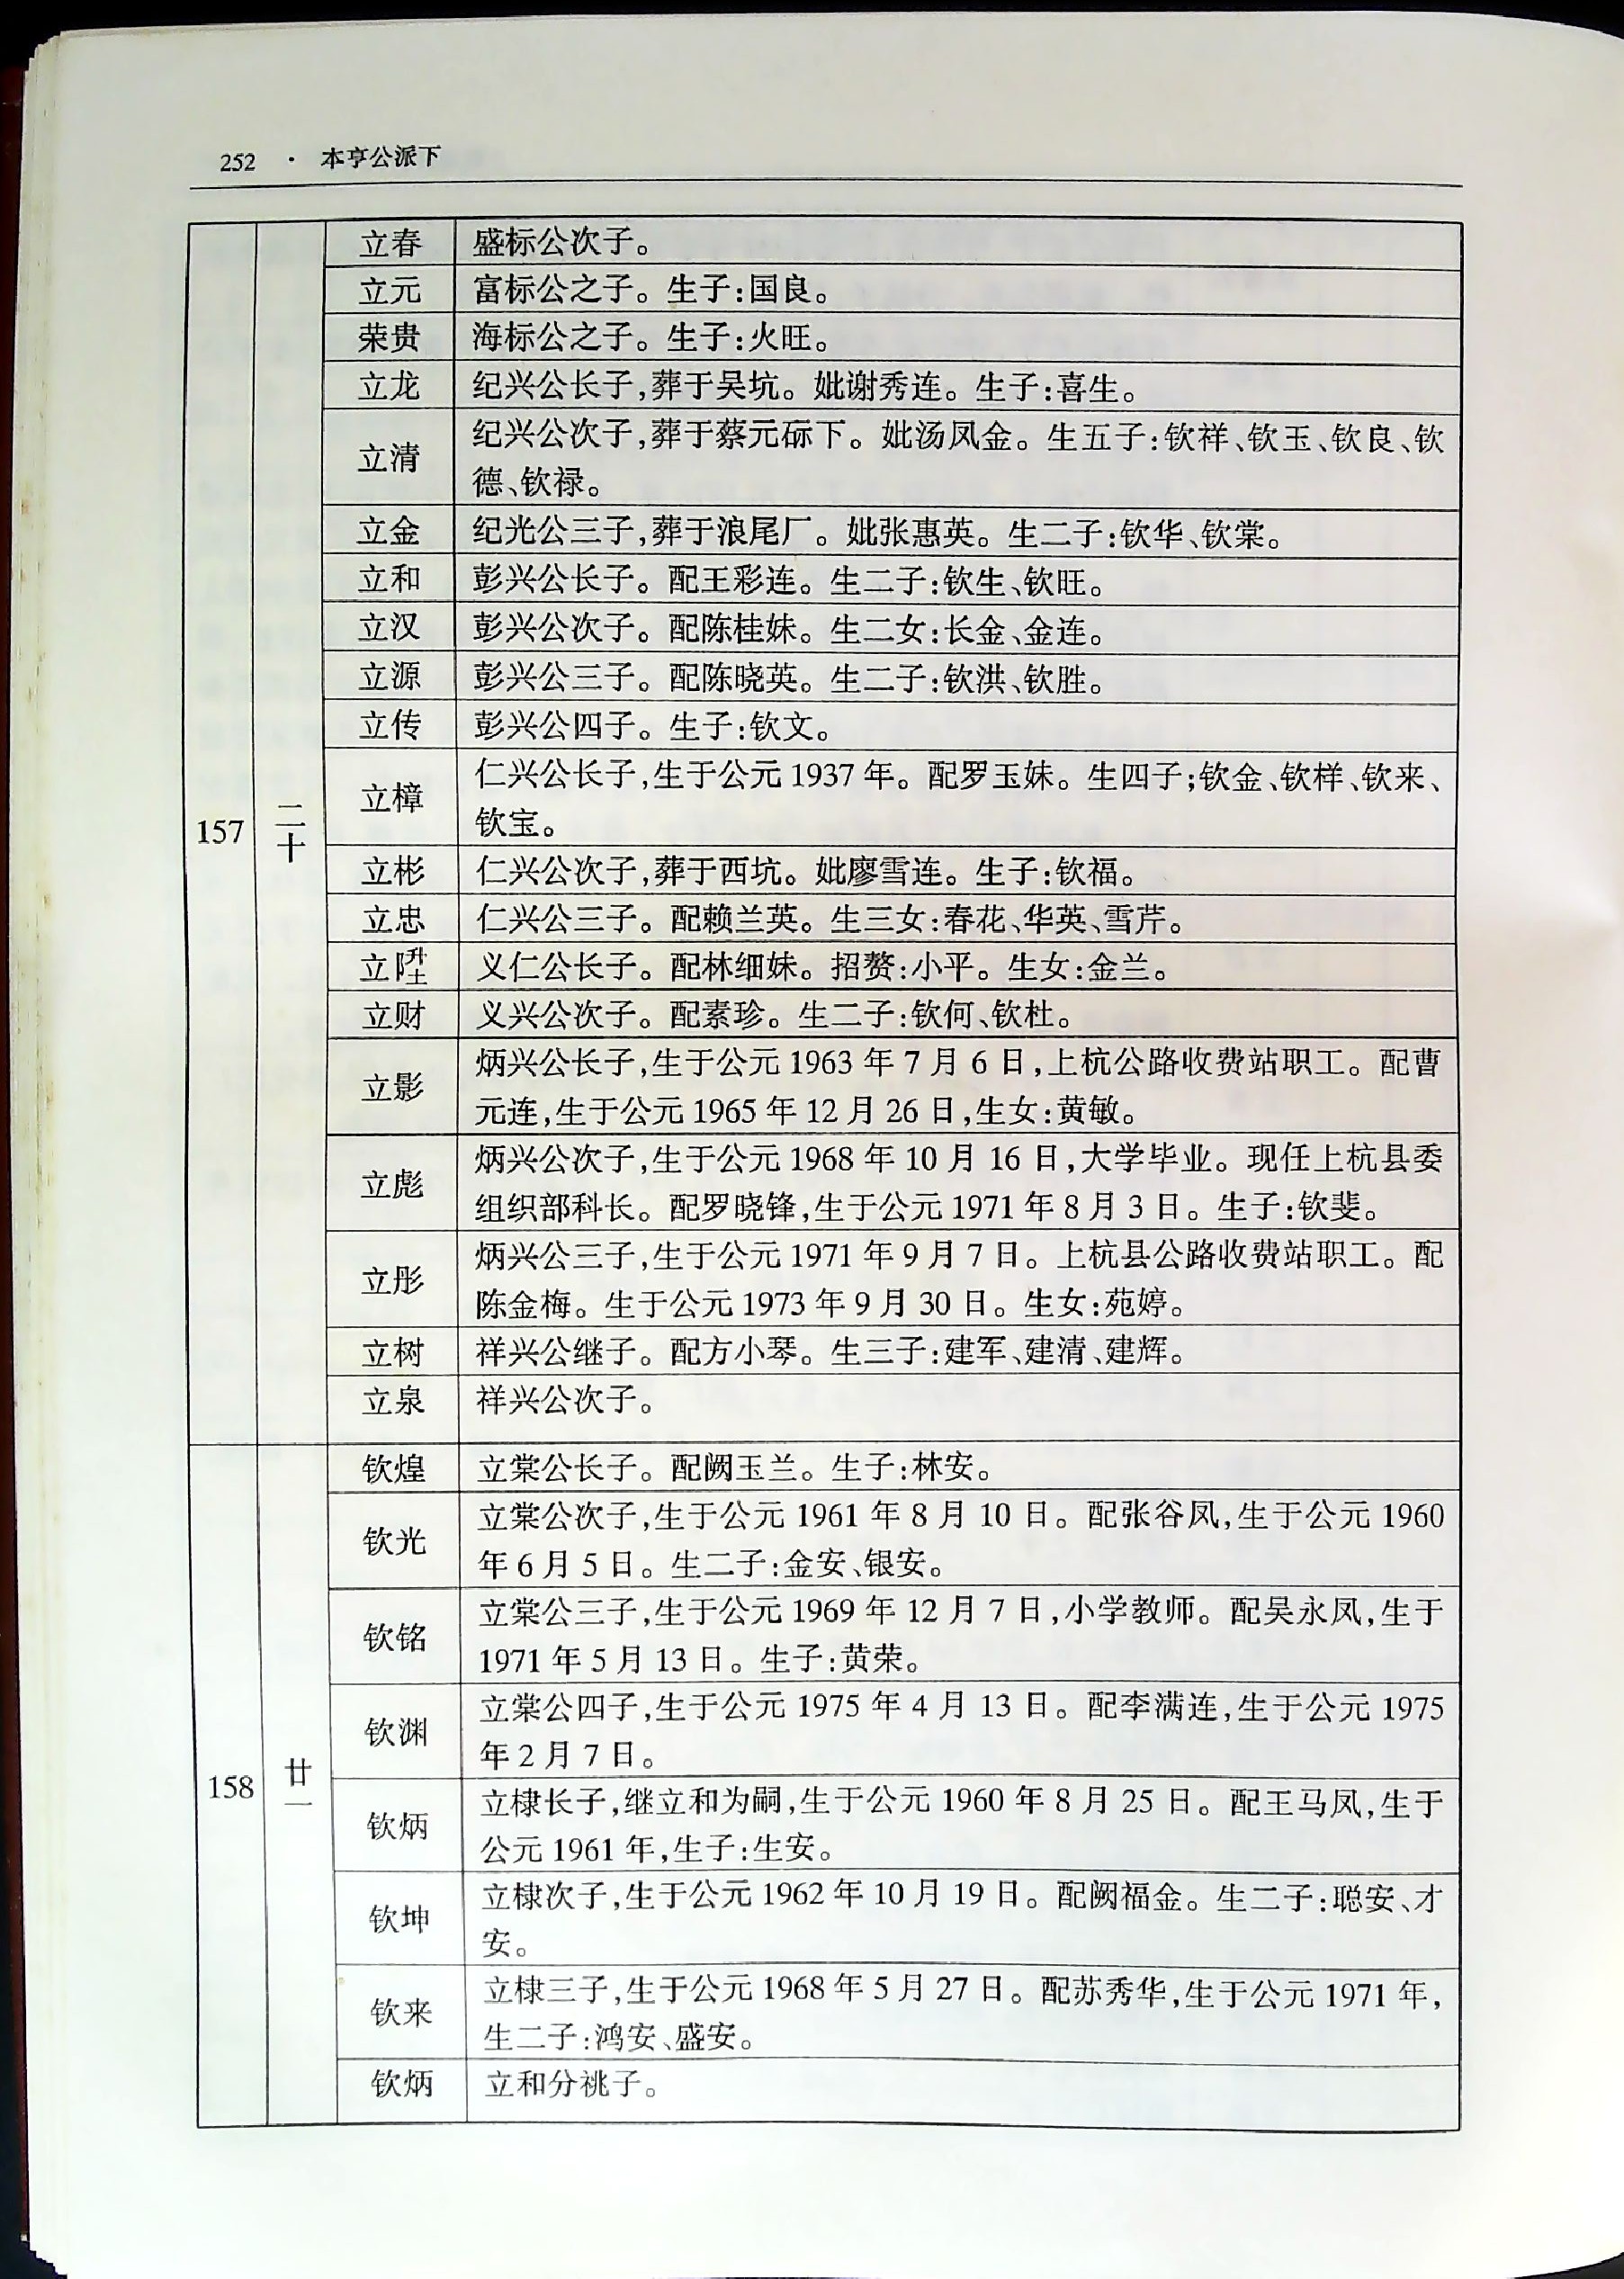 252 · 本亨公派下
立春 盛标公次子。
立元 富标公之子。生子:国良。
荣贵 海标公之子。生子:火旺。
立龙 纪兴公长子,葬于吴坑。妣谢秀连。生子:喜生。
立清 纪兴公次子,葬于蔡元砾下。妣汤凤金。生五子:钦祥、钦玉、钦良、钦
德、钦禄。
立金 纪光公三子,葬于浪尾厂。妣张惠英。生二子:钦华、钦棠。
立和 彭兴公长子。配王彩连。生二子:钦生、钦旺。
立汉 彭兴公次子。配陈桂妹。生二女:长金、金连。
立源 彭兴公三子。配陈晓英。生二子:钦洪、钦胜。
立传 彭兴公四子。生子:钦文。
157 二十 立樟 仁兴公长子,生于公元 1937 年。配罗玉妹。生四子;钦金、钦样、钦来、
钦宝。
立彬 仁兴公次子,葬于西坑。妣廖雪连。生子:钦福。
立忠 仁兴公三子。配赖兰英。生三女:春花、华英、雪芹。
立陞 义仁公长子。配林细妹。招赘:小平。生女:金兰。
立财 义兴公次子。配素珍。生二子:钦何、钦杜。
立影 炳兴公长子,生于公元 1963 年 7 月 6 日,上杭公路收费站职工。配曹
元连,生于公元 1965 年 12 月 26 日,生女:黄敏。
立彪 炳兴公次子,生于公元 1968 年 10 月 16 日,大学毕业。现任上杭县委
组织部科长。配罗晓锋,生于公元 1971 年 8 月 3 日。生子:钦斐。
立彤 炳兴公三子,生于公元 1971 年 9 月 7 日。上杭县公路收费站职工。配
陈金梅。生于公元 1973 年 9 月 30 日。生女:苑婷。
立树 祥兴公继子。配方小琴。生三子:建军、建清、建辉。
立泉 祥兴公次子。
钦煌 立棠公长子。配阙玉兰。生子:林安。
钦光 立棠公次子,生于公元 1961 年 8 月 10 日。配张谷凤,生于公元 1960
年 6 月 5 日。生二子:金安、银安。
钦铭 立棠公三子,生于公元 1969 年 12 月 7 日,小学教师。配吴永凤,生于
1971 年 5 月 13 日。生子:黄荣。
钦渊 立棠公四子,生于公元 1975 年 4 月 13 日。配李满连,生于公元 1975
年 2 月 7 日。
158 廿一 钦炳 立棣长子,继立和为嗣,生于公元 1960 年 8 月 25 日。配王马凤,生于
公元 1961 年,生子:生安。
钦坤 立棣次子,生于公元 1962 年 10 月 19 日。配阙福金。生二子:聪安、才
安。
钦来 立棣三子,生于公元 1968 年 5 月 27 日。配苏秀华,生于公元 1971 年,
生二子:鸿安、盛安。
钦炳 立和分祧子。